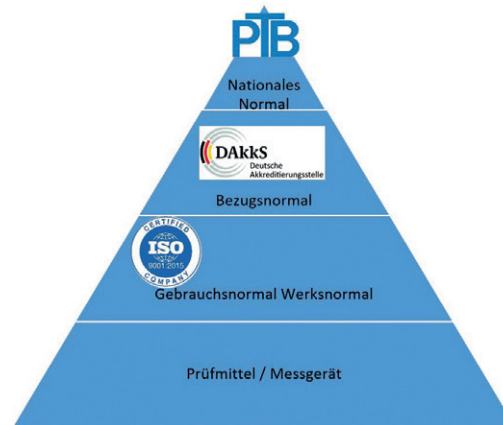 PTB
Nationales
Normal
DAkkS
Deutsche
Akkreditierungsstelle
Bezugsnormal
CERTIFIED
ISO
9001:2015
COMPANY
Gebrauchsnormal Werksnormal
Prüfmittel / Messgerät